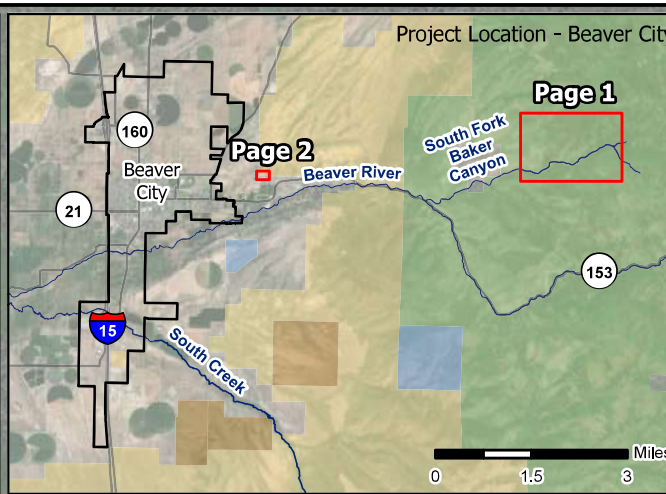 Project Location - Beaver City
Page 1
South Fork
Baker
Canyon
160
Page 2
Beaver
City
Beaver River
21
153
15
South Creek
Miles
0 1.5 3